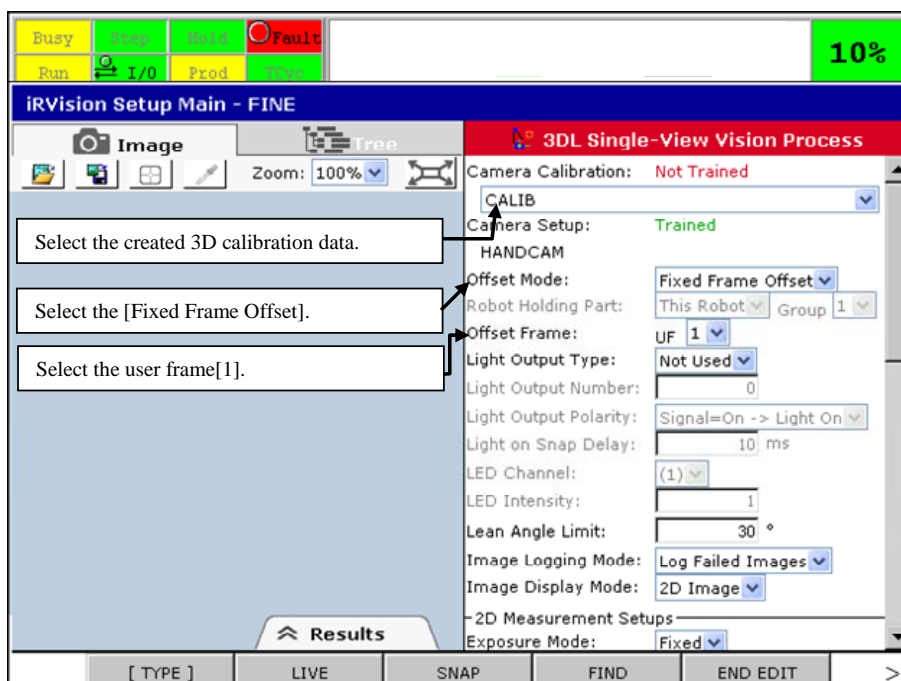 Busy Step Hold Fault
Run I/O Prod TCyc
10%
iRVision Setup Main - FINE
Image Tree
3DL Single-View Vision Process
Zoom: 100%
Camera Calibration: Not Trained
CALIB
Select the created 3D calibration data.
Camera Setup: Trained
HANDCAM
Offset Mode: Fixed Frame Offset
Select the [Fixed Frame Offset].
Robot Holding Part: This Robot Group 1
Offset Frame: UF 1
Select the user frame[1].
Light Output Type: Not Used
Light Output Number: 0
Light Output Polarity: Signal=On -> Light On
Light on Snap Delay: 10 ms
LED Channel: (1)
LED Intensity: 1
Lean Angle Limit: 30 °
Image Logging Mode: Log Failed Images
Image Display Mode: 2D Image
2D Measurement Setups
Results
Exposure Mode: Fixed
[ TYPE ] LIVE SNAP FIND END EDIT >